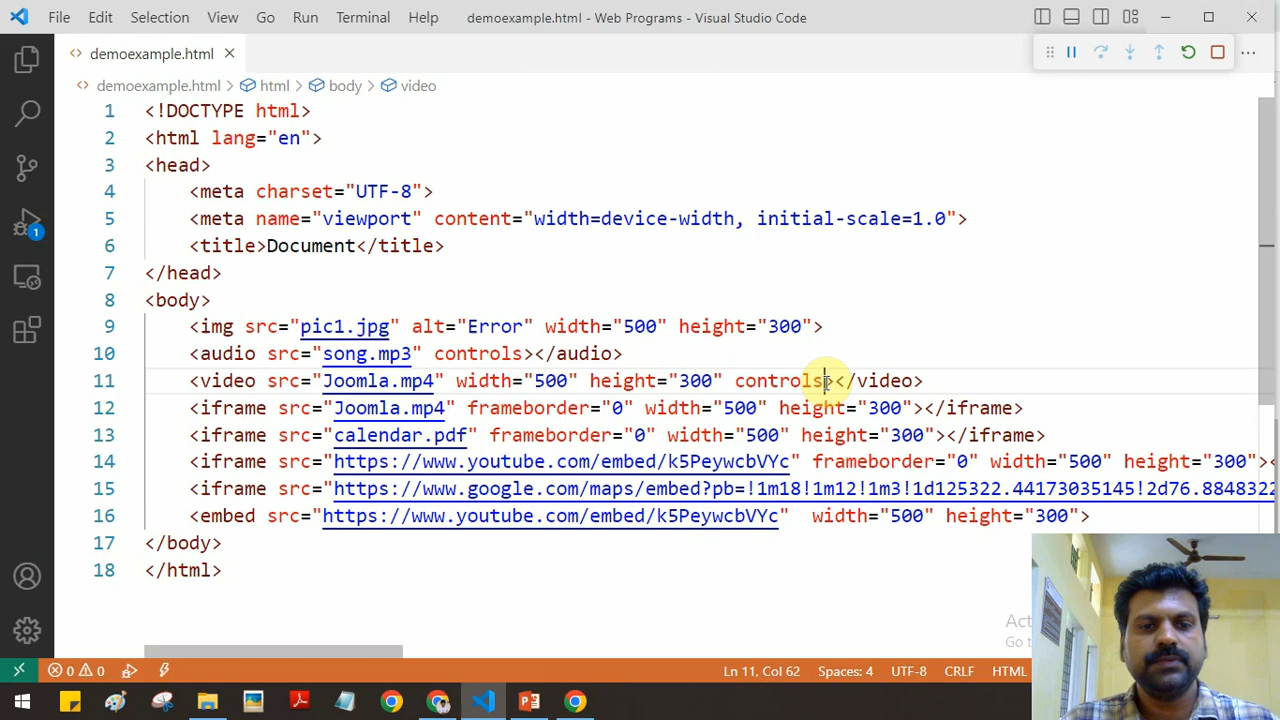 File Edit Selection View Go Run Terminal Help demoexample.html - Web Programs - Visual Studio Code
demoexample.html
demoexample.html > html > body > video
1 <!DOCTYPE html>
2 <html lang="en">
3 <head>
4 <meta charset="UTF-8">
5 <meta name="viewport" content="width=device-width, initial-scale=1.0">
6 <title>Document</title>
7 </head>
8 <body>
9 <img src="pic1.jpg" alt="Error" width="500" height="300">
10 <audio src="song.mp3" controls></audio>
11 <video src="Joomla.mp4" width="500" height="300" controls></video>
12 <iframe src="Joomla.mp4" frameborder="0" width="500" height="300"></iframe>
13 <iframe src="calendar.pdf" frameborder="0" width="500" height="300"></iframe>
14 <iframe src="https://www.youtube.com/embed/k5PeywcbVYc" frameborder="0" width="500" height="300"><
15 <iframe src="https://www.google.com/maps/embed?pb=!1m18!1m12!1m3!1d125322.44173035145!2d76.8848322
16 <embed src="https://www.youtube.com/embed/k5PeywcbVYc" width="500" height="300">
17 </body>
18 </html>
1
Act
Go to
0 0 Ln 11, Col 62 Spaces: 4 UTF-8 CRLF HTML